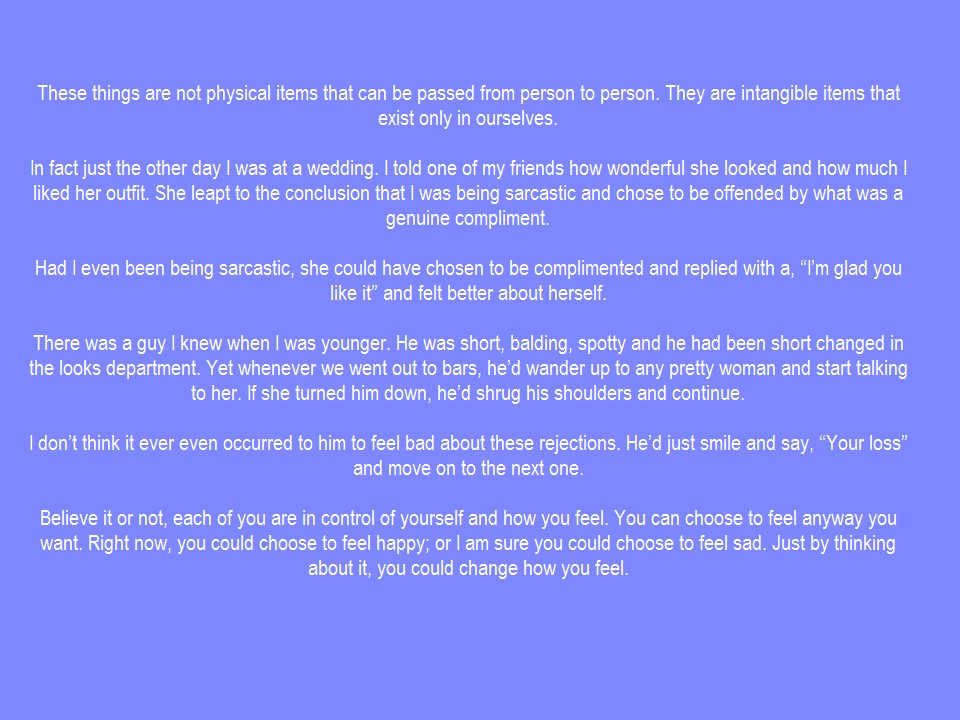 These things are not physical items that can be passed from person to person. They are intangible items that
exist only in ourselves.
In fact just the other day I was at a wedding. I told one of my friends how wonderful she looked and how much I
liked her outfit. She leapt to the conclusion that I was being sarcastic and chose to be offended by what was a
genuine compliment.
Had I even been being sarcastic, she could have chosen to be complimented and replied with a, “I’m glad you
like it” and felt better about herself.
There was a guy I knew when I was younger. He was short, balding, spotty and he had been short changed in
the looks department. Yet whenever we went out to bars, he’d wander up to any pretty woman and start talking
to her. If she turned him down, he’d shrug his shoulders and continue.
I don’t think it ever even occurred to him to feel bad about these rejections. He’d just smile and say, “Your loss”
and move on to the next one.
Believe it or not, each of you are in control of yourself and how you feel. You can choose to feel anyway you
want. Right now, you could choose to feel happy; or I am sure you could choose to feel sad. Just by thinking
about it, you could change how you feel.